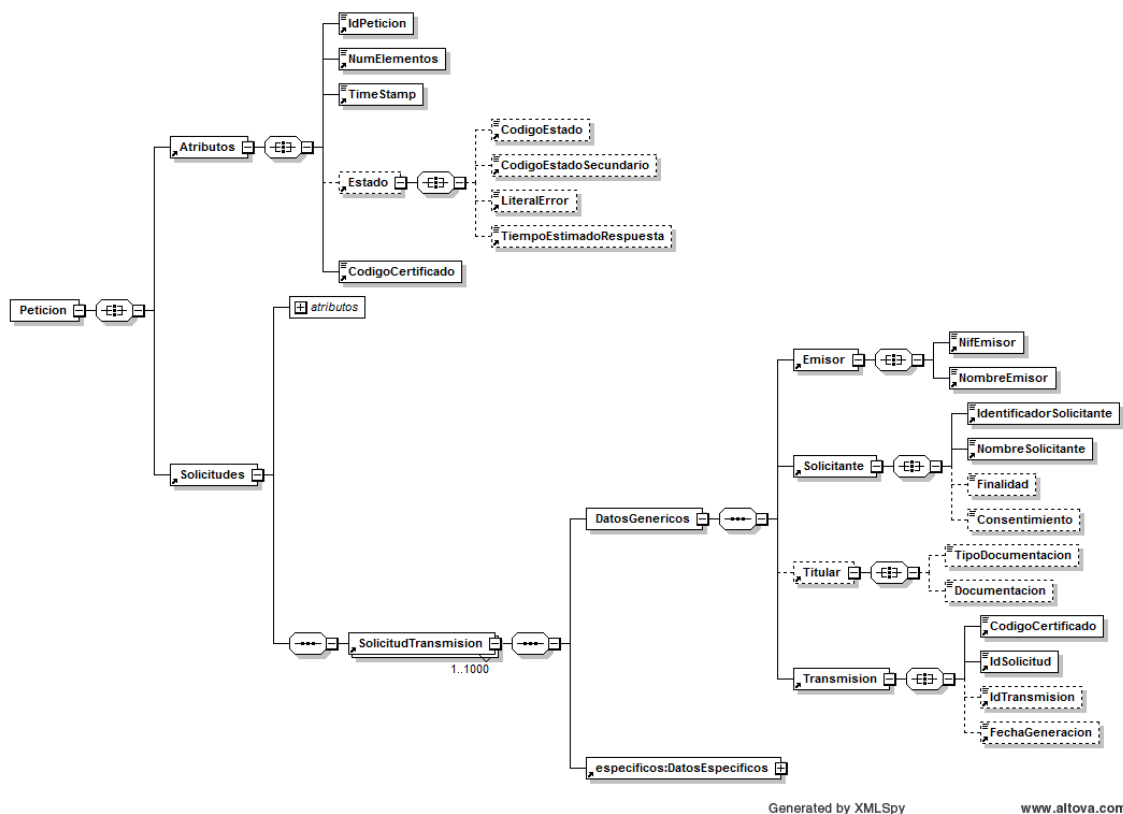 IdPeticion
NumElementos
TimeStamp
Atributos
CodigoEstado
CodigoEstadoSecundario
Estado
LiteralError
TiempoEstimadoRespuesta
CodigoCertificado
Peticion
atributos
NifEmisor
Emisor
NombreEmisor
IdentificadorSolicitante
NombreSolicitante
Solicitudes
Solicitante
Finalidad
DatosGenericos
Consentimiento
TipoDocumentacion
Titular
Documentacion
CodigoCertificado
SolicitudTransmision
1..1000
IdSolicitud
Transmision
IdTransmision
FechaGeneracion
especificos:DatosEspecificos
Generated by XMLSpy
www.altova.com